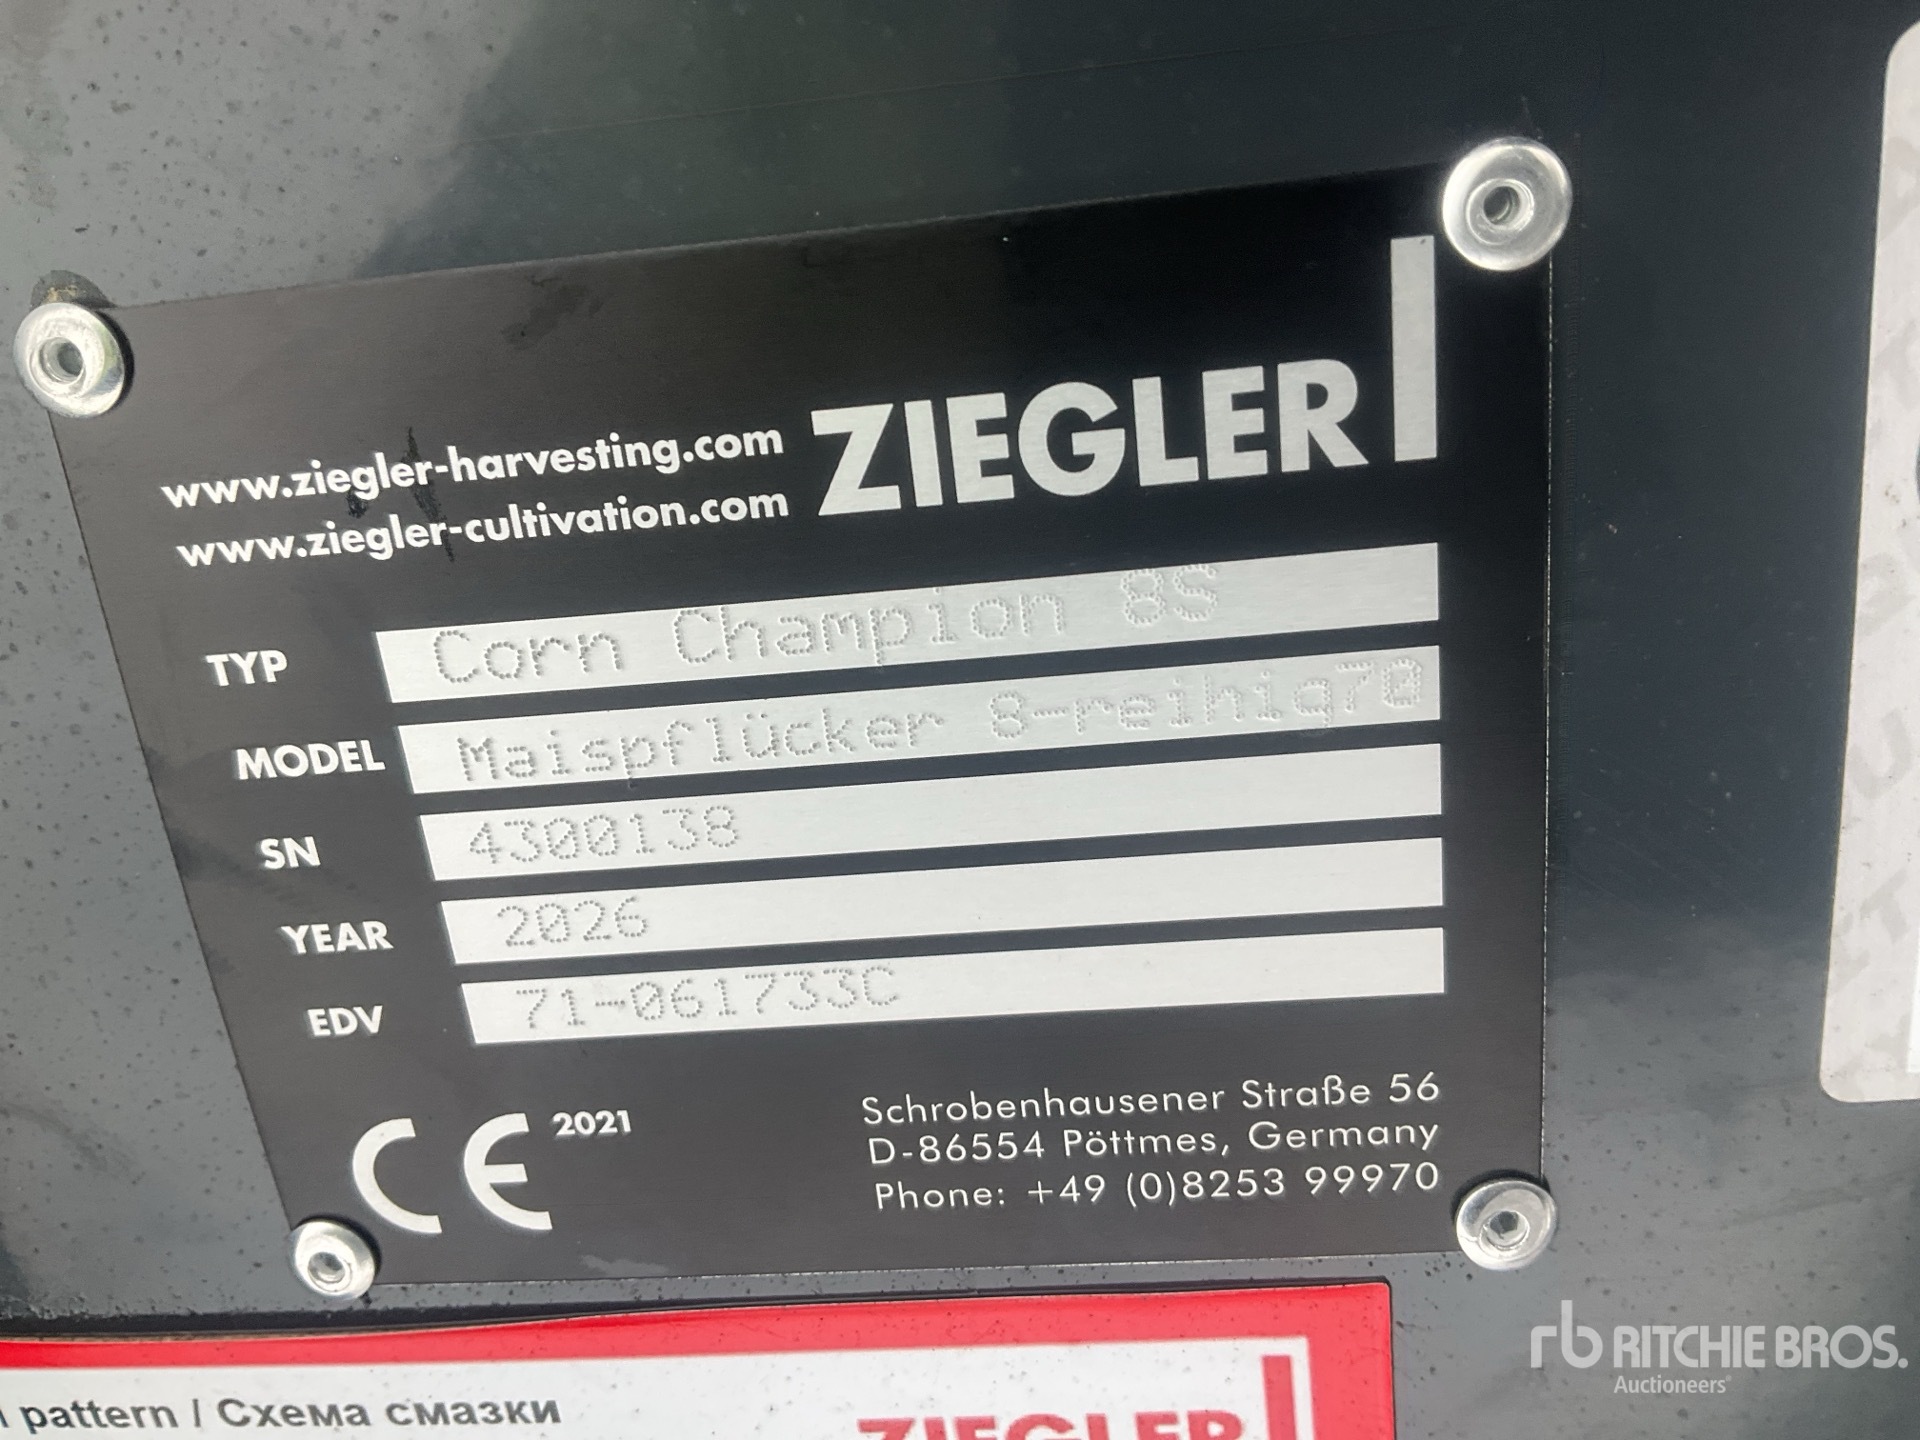 www.ziegler-harvesting.com
www.ziegler-cultivation.com
ZIEGLER
TYP Corn Champion 8S
MODEL Maispflücker 8-reihig70
SN 4300138
YEAR 2026
EDV 71-061733C
CE 2021
Schrobenhausener Straße 56
D-86554 Pöttmes, Germany
Phone: +49 (0)8253 99970
pattern / Схема смазки
ZIEGLER
rb RITCHIE BROS.
Auctioneers